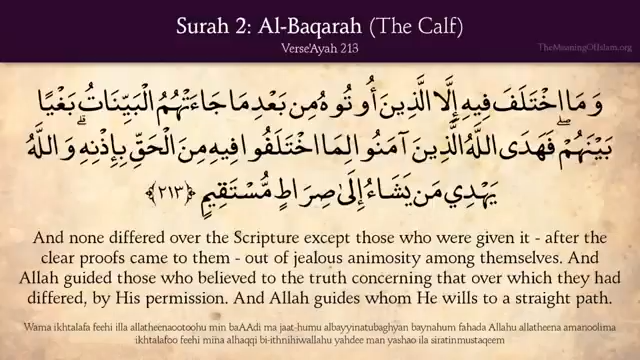 Surah 2: Al-Baqarah (The Calf)
Verse'Ayah 213
TheMeaningOfIslam.org
وَمَا اخْتَلَفَ فِيهِ إِلَّا الَّذِينَ أُوتُوهُ مِن بَعْدِ مَا جَاءَتْهُمُ الْبَيِّنَاتُ بَغْيًا
بَيْنَهُمْ ۖ فَهَدَى اللَّهُ الَّذِينَ آمَنُوا لِمَا اخْتَلَفُوا فِيهِ مِنَ الْحَقِّ بِإِذْنِهِ ۗ وَاللَّهُ
يَهْدِي مَن يَشَاءُ إِلَىٰ صِرَاطٍ مُّسْتَقِيمٍ ﴿٢١٣﴾
And none differed over the Scripture except those who were given it - after the
clear proofs came to them - out of jealous animosity among themselves. And
Allah guided those who believed to the truth concerning that over which they had
differed, by His permission. And Allah guides whom He wills to a straight path.
Wama ikhtalafa feehi illa allatheenaootoohu min baAAdi ma jaat-humu albayyinatubaghyan baynahum fahada Allahu allatheena amanoolima
ikhtalafoo feehi mina alhaqqi bi-ithnihiwallahu yahdee man yashao ila siratinmustaqeem